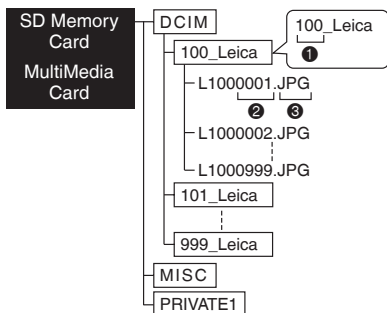 SD Memory
Card
MultiMedia
Card
DCIM
100_Leica
100_Leica
❶
L1000001.JPG
❷ ❸
L1000002.JPG
L1000999.JPG
101_Leica
999_Leica
MISC
PRIVATE1